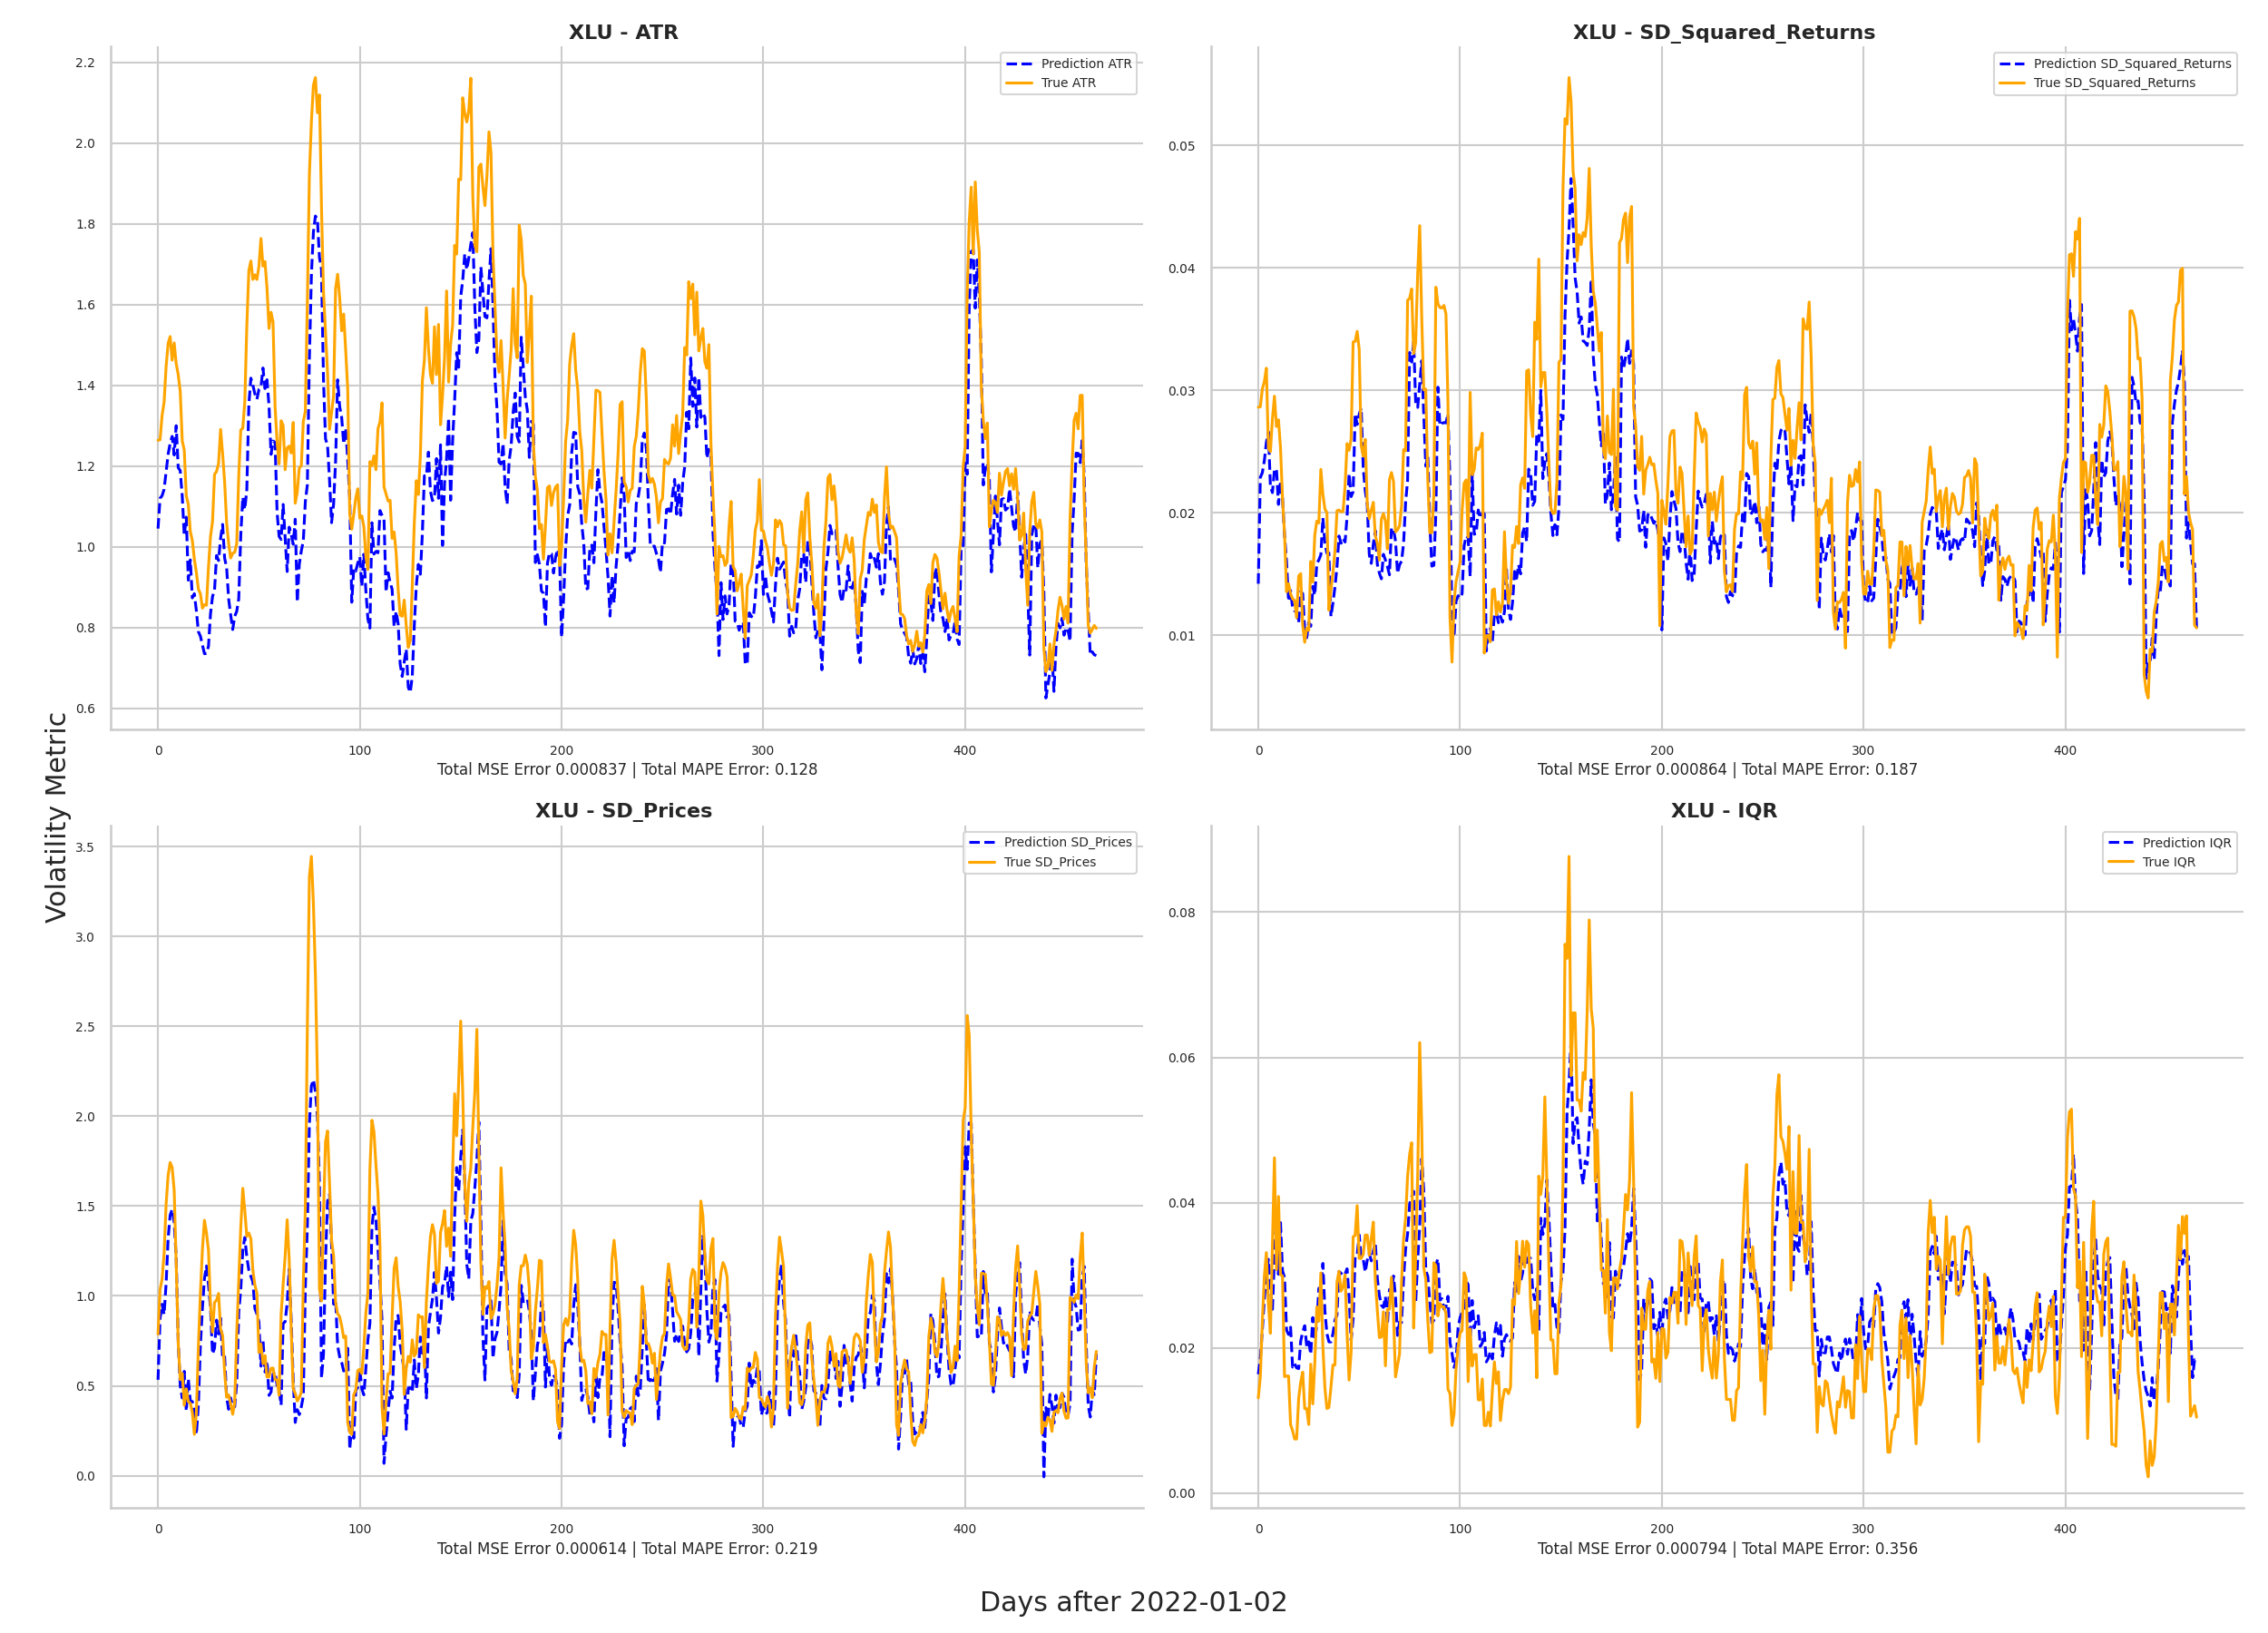 XLU - ATR
Prediction ATR
True ATR
2.2
2.0
1.8
1.6
1.4
1.2
1.0
0.8
0.6
0 100 200 300 400
Total MSE Error 0.000837 | Total MAPE Error: 0.128
XLU - SD_Squared_Returns
Prediction SD_Squared_Returns
True SD_Squared_Returns
0.05
0.04
0.03
0.02
0.01
0 100 200 300 400
Total MSE Error 0.000864 | Total MAPE Error: 0.187
Volatility Metric
XLU - SD_Prices
Prediction SD_Prices
True SD_Prices
3.5
3.0
2.5
2.0
1.5
1.0
0.5
0.0
0 100 200 300 400
Total MSE Error 0.000614 | Total MAPE Error: 0.219
XLU - IQR
Prediction IQR
True IQR
0.08
0.06
0.04
0.02
0.00
0 100 200 300 400
Total MSE Error 0.000794 | Total MAPE Error: 0.356
Days after 2022-01-02